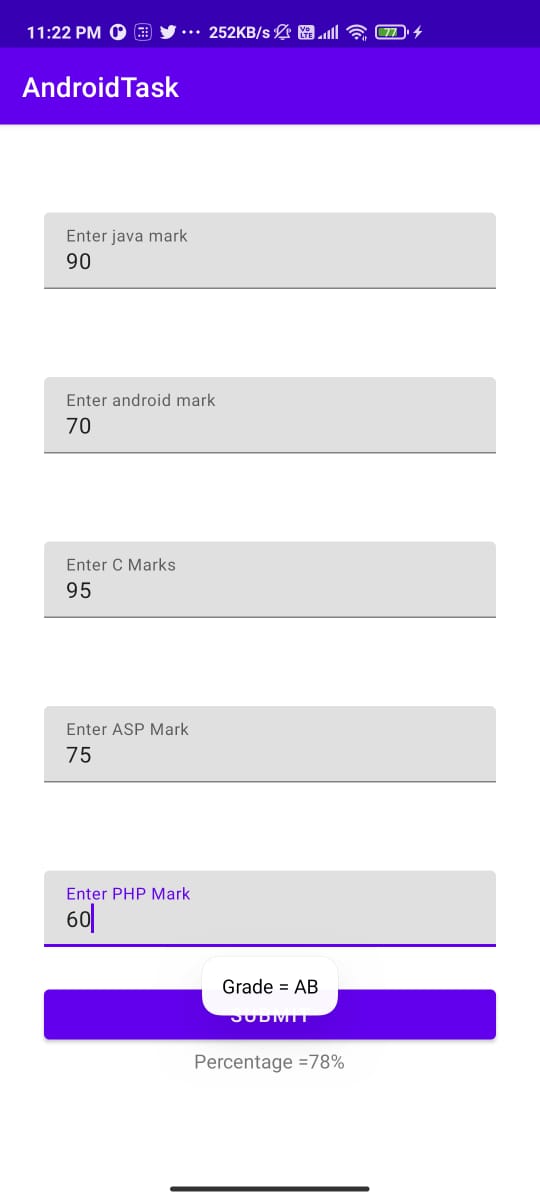 11:22 PM 252KB/s 77
AndroidTask
Enter java mark
90
Enter android mark
70
Enter C Marks
95
Enter ASP Mark
75
Enter PHP Mark
60
Grade = AB
SUBMIT
Percentage =78%